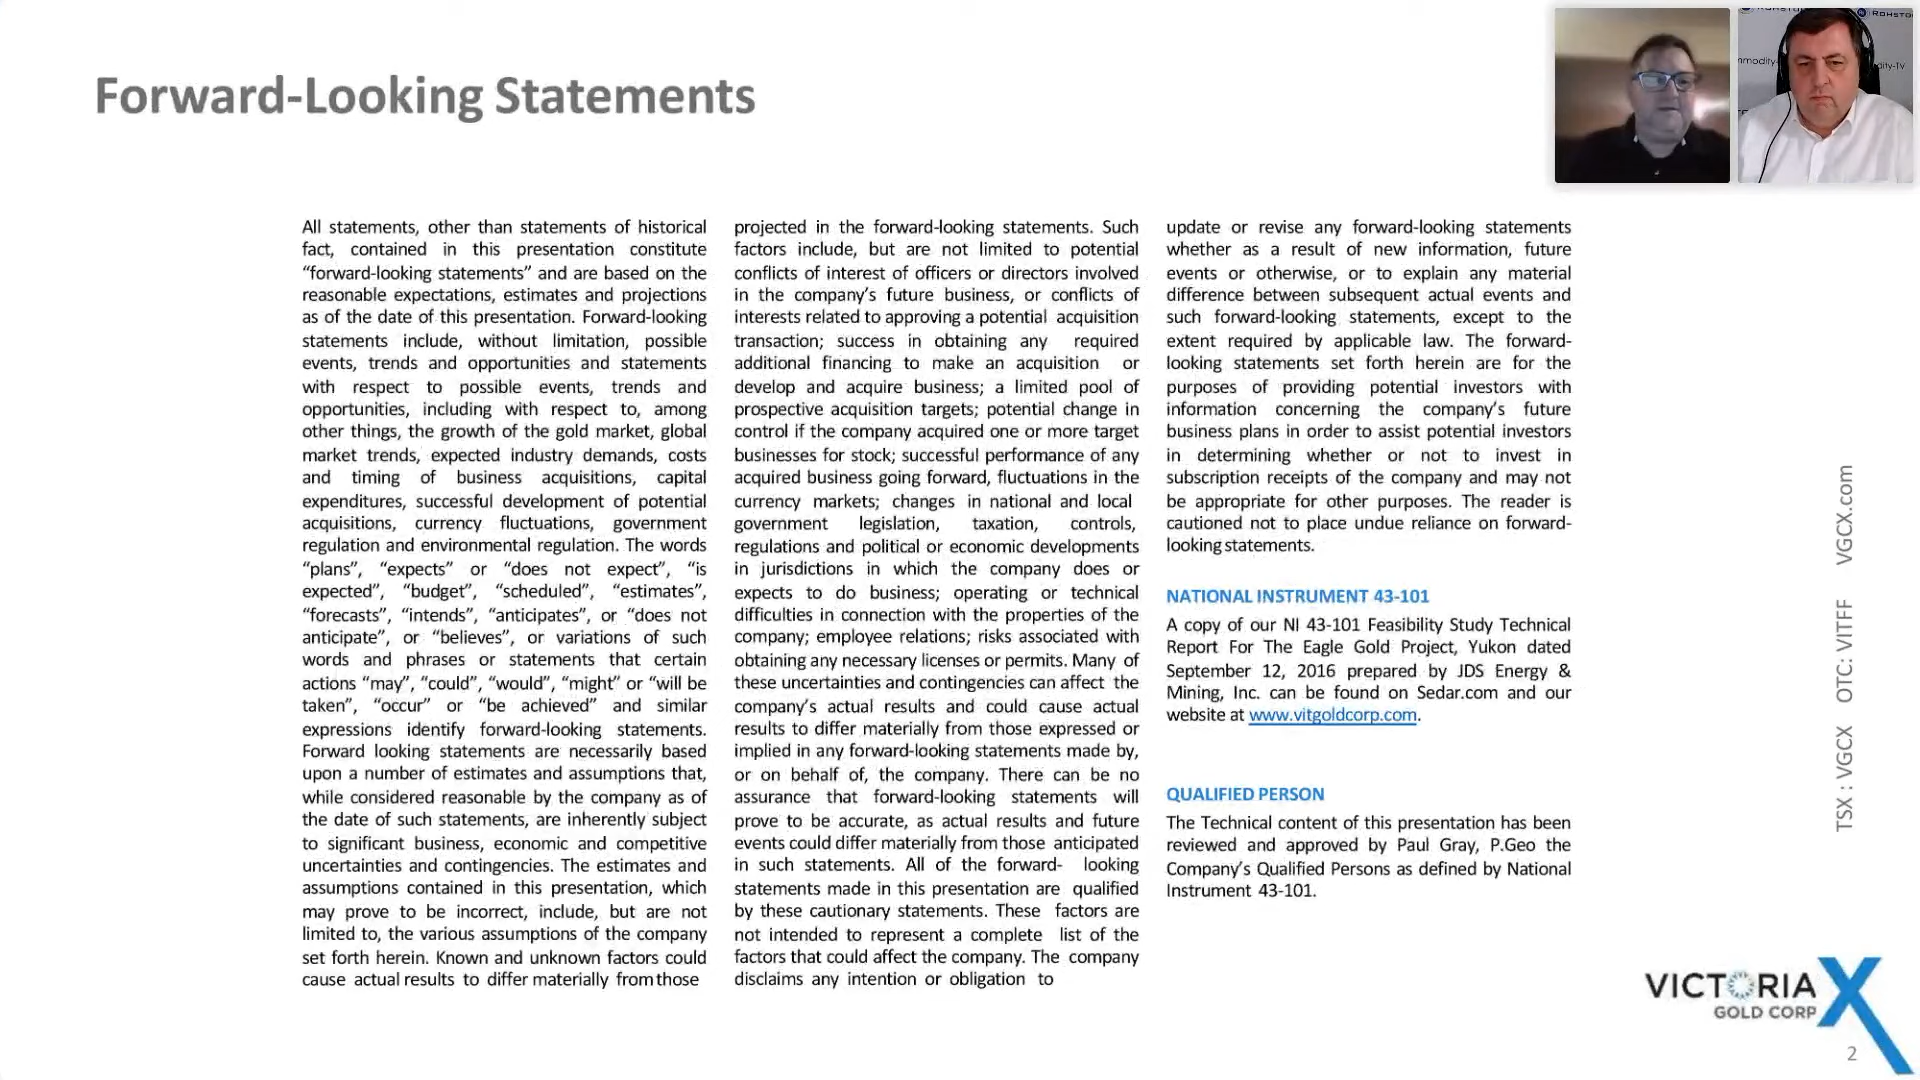 Forward-Looking Statements
All statements, other than statements of historical
fact, contained in this presentation constitute
“forward-looking statements” and are based on the
reasonable expectations, estimates and projections
as of the date of this presentation. Forward-looking
statements include, without limitation, possible
events, trends and opportunities and statements
with respect to possible events, trends and
opportunities, including with respect to, among
other things, the growth of the gold market, global
market trends, expected industry demands, costs
and timing of business acquisitions, capital
expenditures, successful development of potential
acquisitions, currency fluctuations, government
regulation and environmental regulation. The words
“plans”, “expects” or “does not expect”, “is
expected”, “budget”, “scheduled”, “estimates”,
“forecasts”, “intends”, “anticipates”, or “does not
anticipate”, or “believes”, or variations of such
words and phrases or statements that certain
actions “may”, “could”, “would”, “might” or “will be
taken”, “occur” or “be achieved” and similar
expressions identify forward-looking statements.
Forward looking statements are necessarily based
upon a number of estimates and assumptions that,
while considered reasonable by the company as of
the date of such statements, are inherently subject
to significant business, economic and competitive
uncertainties and contingencies. The estimates and
assumptions contained in this presentation, which
may prove to be incorrect, include, but are not
limited to, the various assumptions of the company
set forth herein. Known and unknown factors could
cause actual results to differ materially from those
projected in the forward-looking statements. Such
factors include, but are not limited to potential
conflicts of interest of officers or directors involved
in the company’s future business, or conflicts of
interests related to approving a potential acquisition
transaction; success in obtaining any required
additional financing to make an acquisition or
develop and acquire business; a limited pool of
prospective acquisition targets; potential change in
control if the company acquired one or more target
businesses for stock; successful performance of any
acquired business going forward, fluctuations in the
currency markets; changes in national and local
government legislation, taxation, controls,
regulations and political or economic developments
in jurisdictions in which the company does or
expects to do business; operating or technical
difficulties in connection with the properties of the
company; employee relations; risks associated with
obtaining any necessary licenses or permits. Many of
these uncertainties and contingencies can affect the
company’s actual results and could cause actual
results to differ materially from those expressed or
implied in any forward-looking statements made by,
or on behalf of, the company. There can be no
assurance that forward-looking statements will
prove to be accurate, as actual results and future
events could differ materially from those anticipated
in such statements. All of the forward- looking
statements made in this presentation are qualified
by these cautionary statements. These factors are
not intended to represent a complete list of the
factors that could affect the company. The company
disclaims any intention or obligation to
update or revise any forward-looking statements
whether as a result of new information, future
events or otherwise, or to explain any material
difference between subsequent actual events and
such forward-looking statements, except to the
extent required by applicable law. The forward-
looking statements set forth herein are for the
purposes of providing potential investors with
information concerning the company’s future
business plans in order to assist potential investors
in determining whether or not to invest in
subscription receipts of the company and may not
be appropriate for other purposes. The reader is
cautioned not to place undue reliance on forward-
looking statements.
NATIONAL INSTRUMENT 43-101
A copy of our NI 43-101 Feasibility Study Technical
Report For The Eagle Gold Project, Yukon dated
September 12, 2016 prepared by JDS Energy &
Mining, Inc. can be found on Sedar.com and our
website at www.vitgoldcorp.com.
QUALIFIED PERSON
The Technical content of this presentation has been
reviewed and approved by Paul Gray, P.Geo the
Company’s Qualified Persons as defined by National
Instrument 43-101.
TSX : VGCX OTC: VITFF VGCX.com
VICTORIA
GOLD CORP
X
2